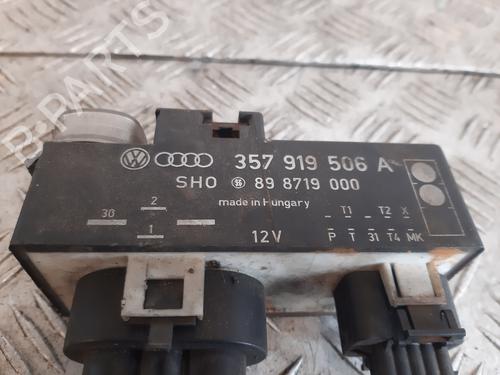 B-PARTS
357 919 506 A
SHO 89 8719 000
made in Hungary
30 2 1
12V
T1 T2 X
P T 31 T4 MK